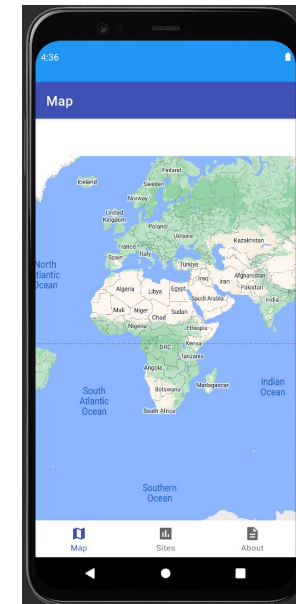 4:36
Map
Iceland
Finland
Sweden
Norway
United
Kingdom
Poland
Ukraine
Kazakhstan
France
Italy
Spain
Türkiye
North
Atlantic
Ocean
Iraq
Iran
Afghanistan
Pakistan
Algeria
Libya
Egypt
Saudi Arabia
India
Mali
Niger
Chad
Sudan
Nigeria
Ethiopia
Kenya
DRC
Tanzania
Angola
South
Atlantic
Ocean
Botswana
Madagascar
Indian
Ocean
South Africa
Southern
Ocean
Map
Sites
About